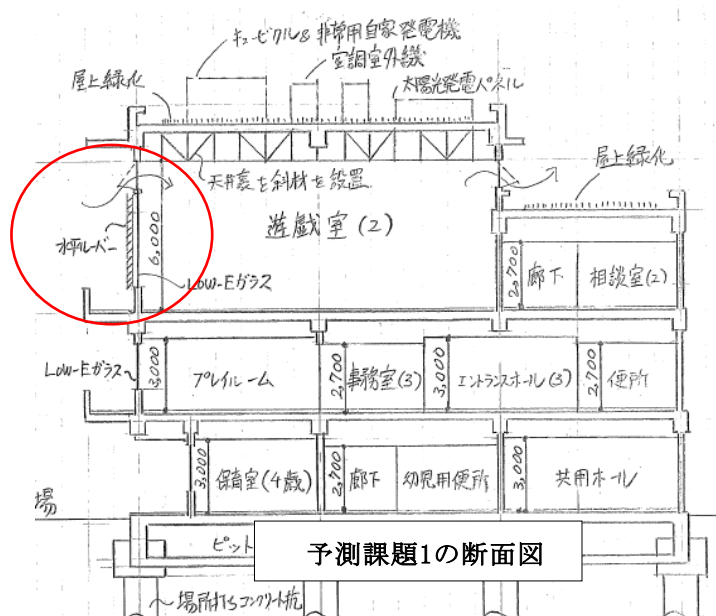 キュービクル&非常用自家発電機
空調室外機
屋上緑化
太陽光発電パネル
天井裏を斜材を設置
屋上緑化
遊戯室(2)
水平ルーバー
6,000
Low-Eガラス
2,700
廊下
相談室(2)
Low-Eガラス
3,000
プレイルーム
2,700
事務室(3)
3,000
エントランスホール(3)
2,700
便所
3,000
保育室(4歳)
2,700
廊下
幼児用便所
3,000
共用ホール
場
ピット
予測課題1の断面図
場所打ちコンクリート杭